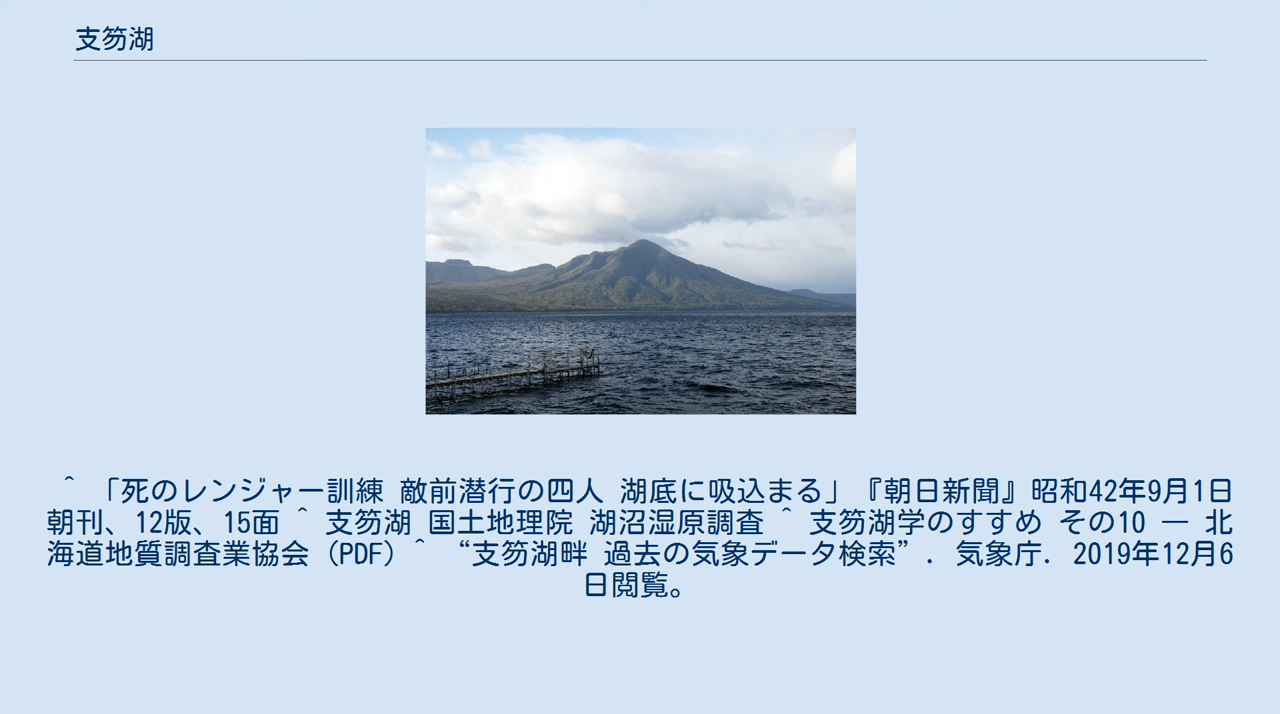 支笏湖
^ 「死のレンジャー訓練 敵前潜行の四人 湖底に吸込まる」『朝日新聞』昭和42年9月1日
朝刊、12版、15面 ^ 支笏湖 国土地理院 湖沼湿原調査 ^ 支笏湖学のすすめ その10 ― 北
海道地質調査業協会（PDF）^ “支笏湖畔 過去の気象データ検索”. 気象庁. 2019年12月6
日閲覧。